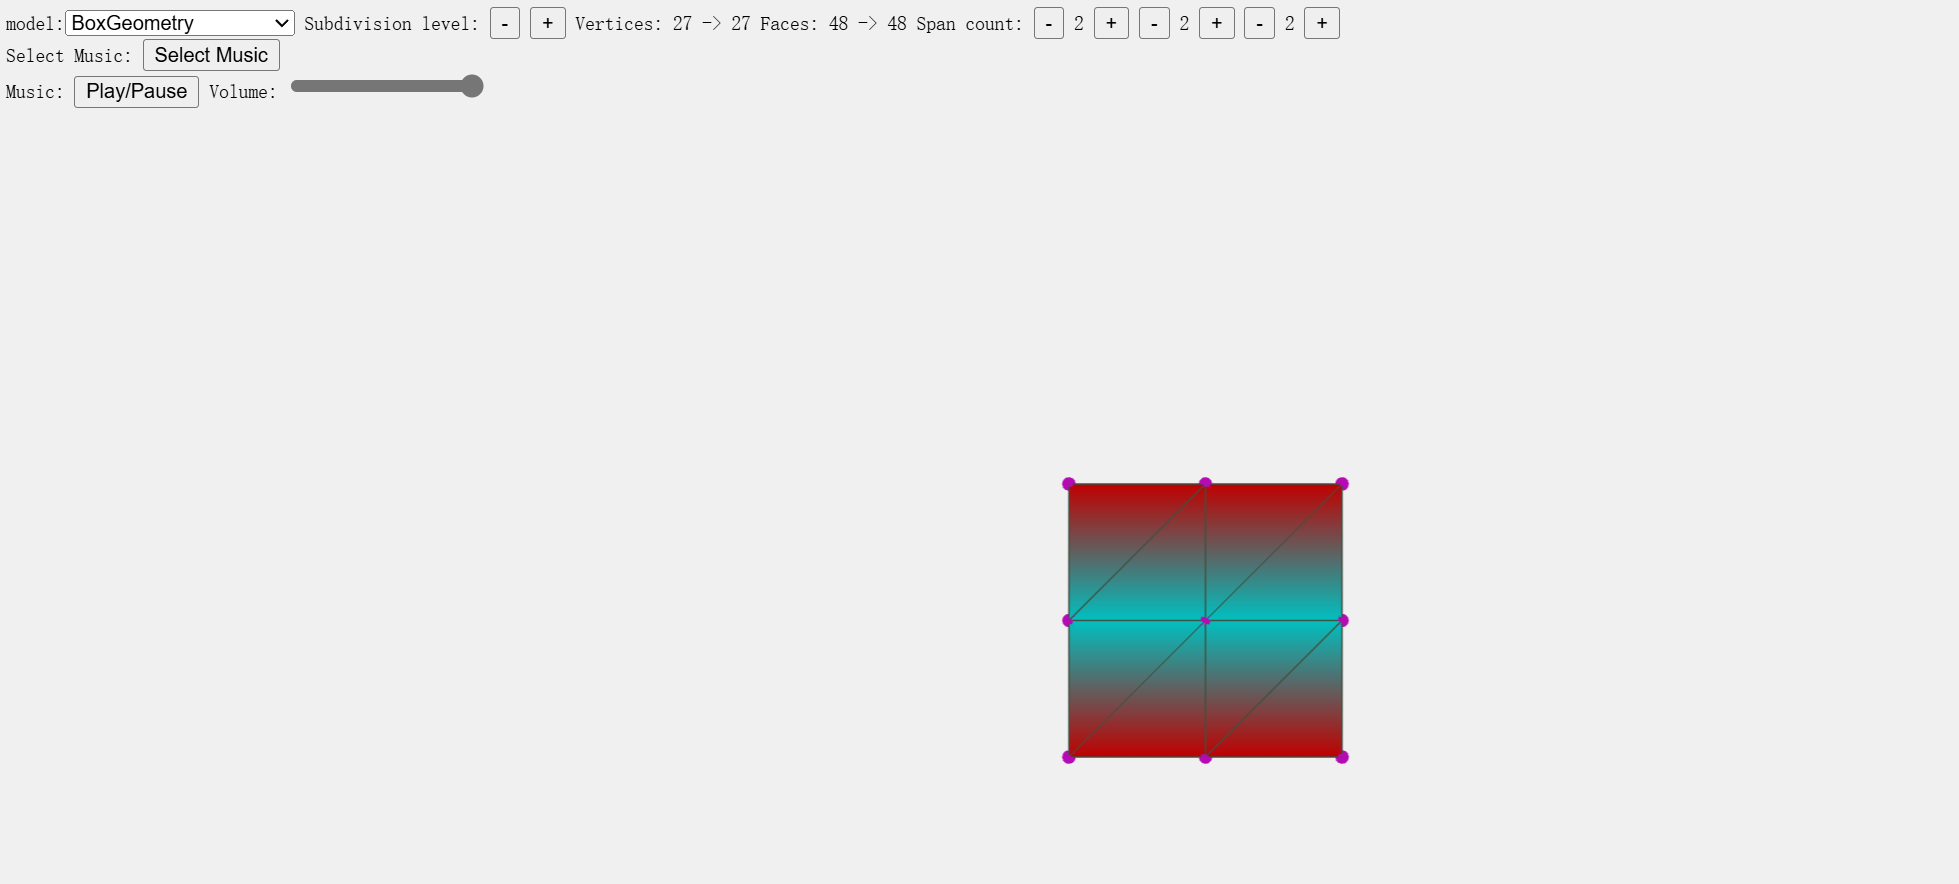 model: BoxGeometry Subdivision level: - + Vertices: 27 -> 27 Faces: 48 -> 48 Span count: - 2 + - 2 + - 2 +
Select Music: Select Music
Music: Play/Pause Volume: